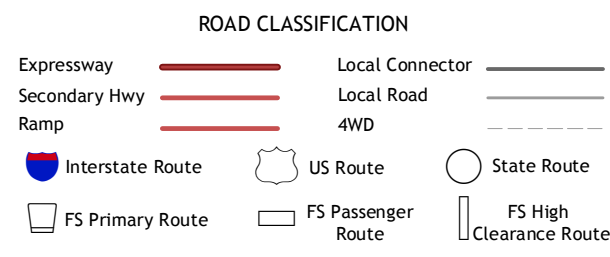 ROAD CLASSIFICATION
Expressway
Local Connector
Secondary Hwy
Local Road
Ramp
4WD
Interstate Route
US Route
State Route
FS Primary Route
FS Passenger
Route
FS High
Clearance Route